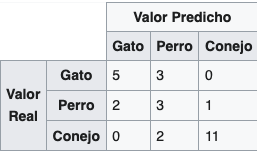 Valor Predicho
Gato Perro Conejo
Valor Real
Gato 5 3 0
Perro 2 3 1
Conejo 0 2 11